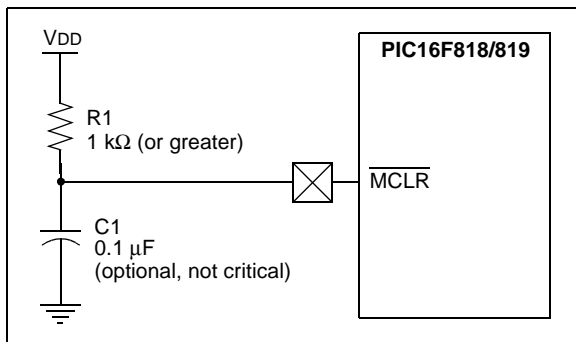 VDD
PIC16F818/819
R1
1 kΩ (or greater)
MCLR
C1
0.1 μF
(optional, not critical)